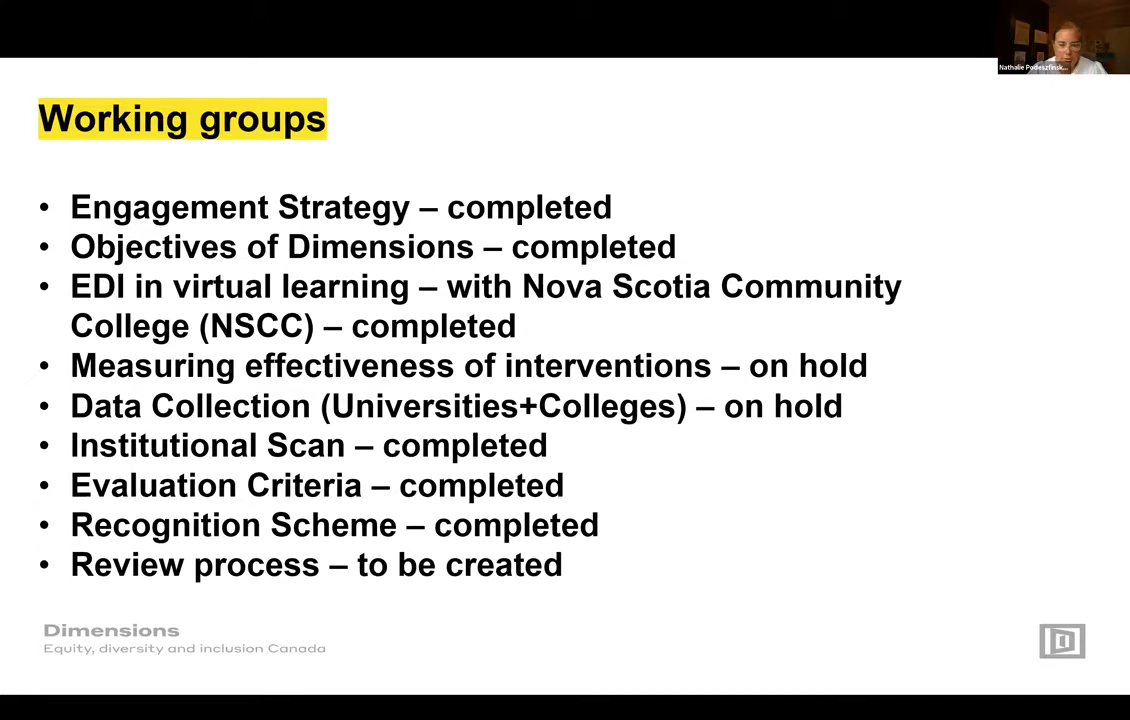 Working groups
• Engagement Strategy – completed
• Objectives of Dimensions – completed
• EDI in virtual learning – with Nova Scotia Community
College (NSCC) – completed
• Measuring effectiveness of interventions – on hold
• Data Collection (Universities+Colleges) – on hold
• Institutional Scan – completed
• Evaluation Criteria – completed
• Recognition Scheme – completed
• Review process – to be created
Dimensions
Equity, diversity and inclusion Canada
Nathalie